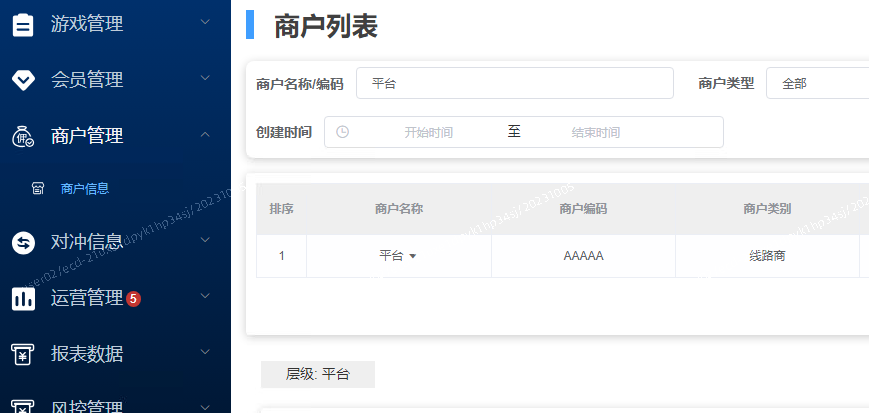 游戏管理
会员管理
商户管理
商户信息
对冲信息
运营管理 5
报表数据
风控管理
商户列表
商户名称/编码 平台 商户类型 全部
创建时间 开始时间 至 结束时间
排序 商户名称 商户编码 商户类别
1 平台 AAAAA 线路商
层级: 平台